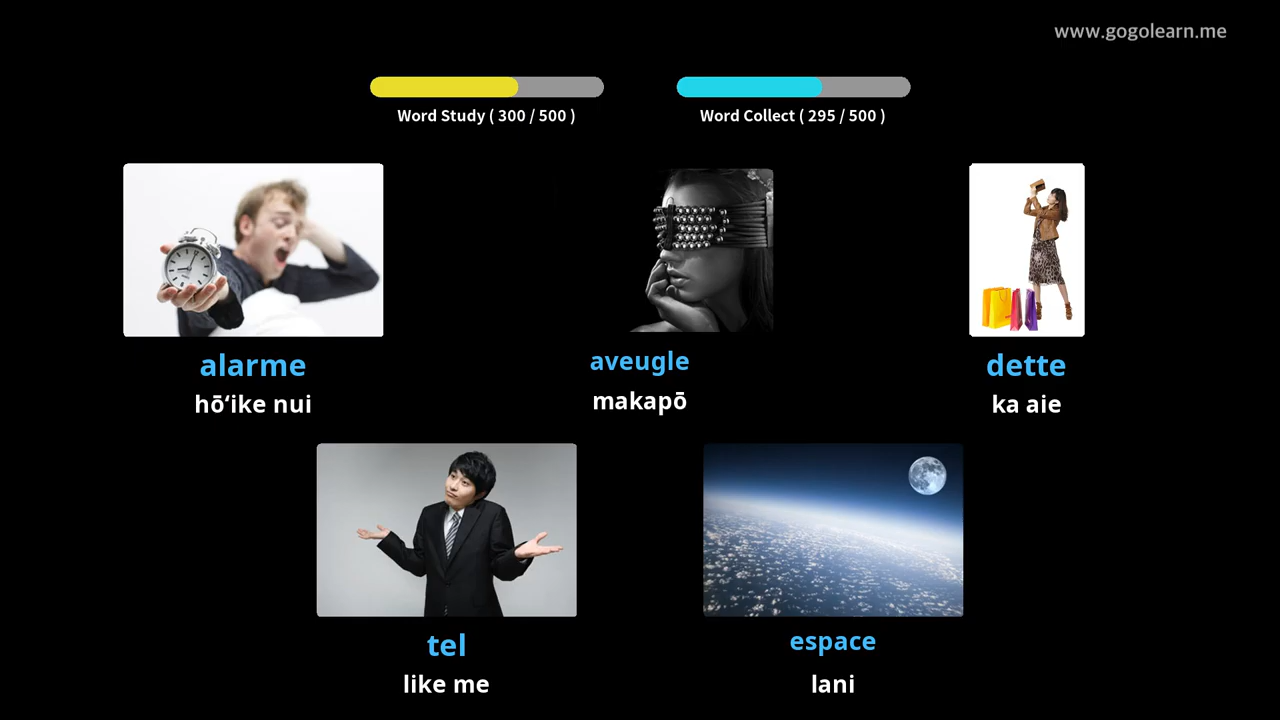 www.gogolearn.me
Word Study ( 300 / 500 )
Word Collect ( 295 / 500 )
alarme
hōʻike nui
aveugle
makapō
dette
ka aie
tel
like me
espace
lani